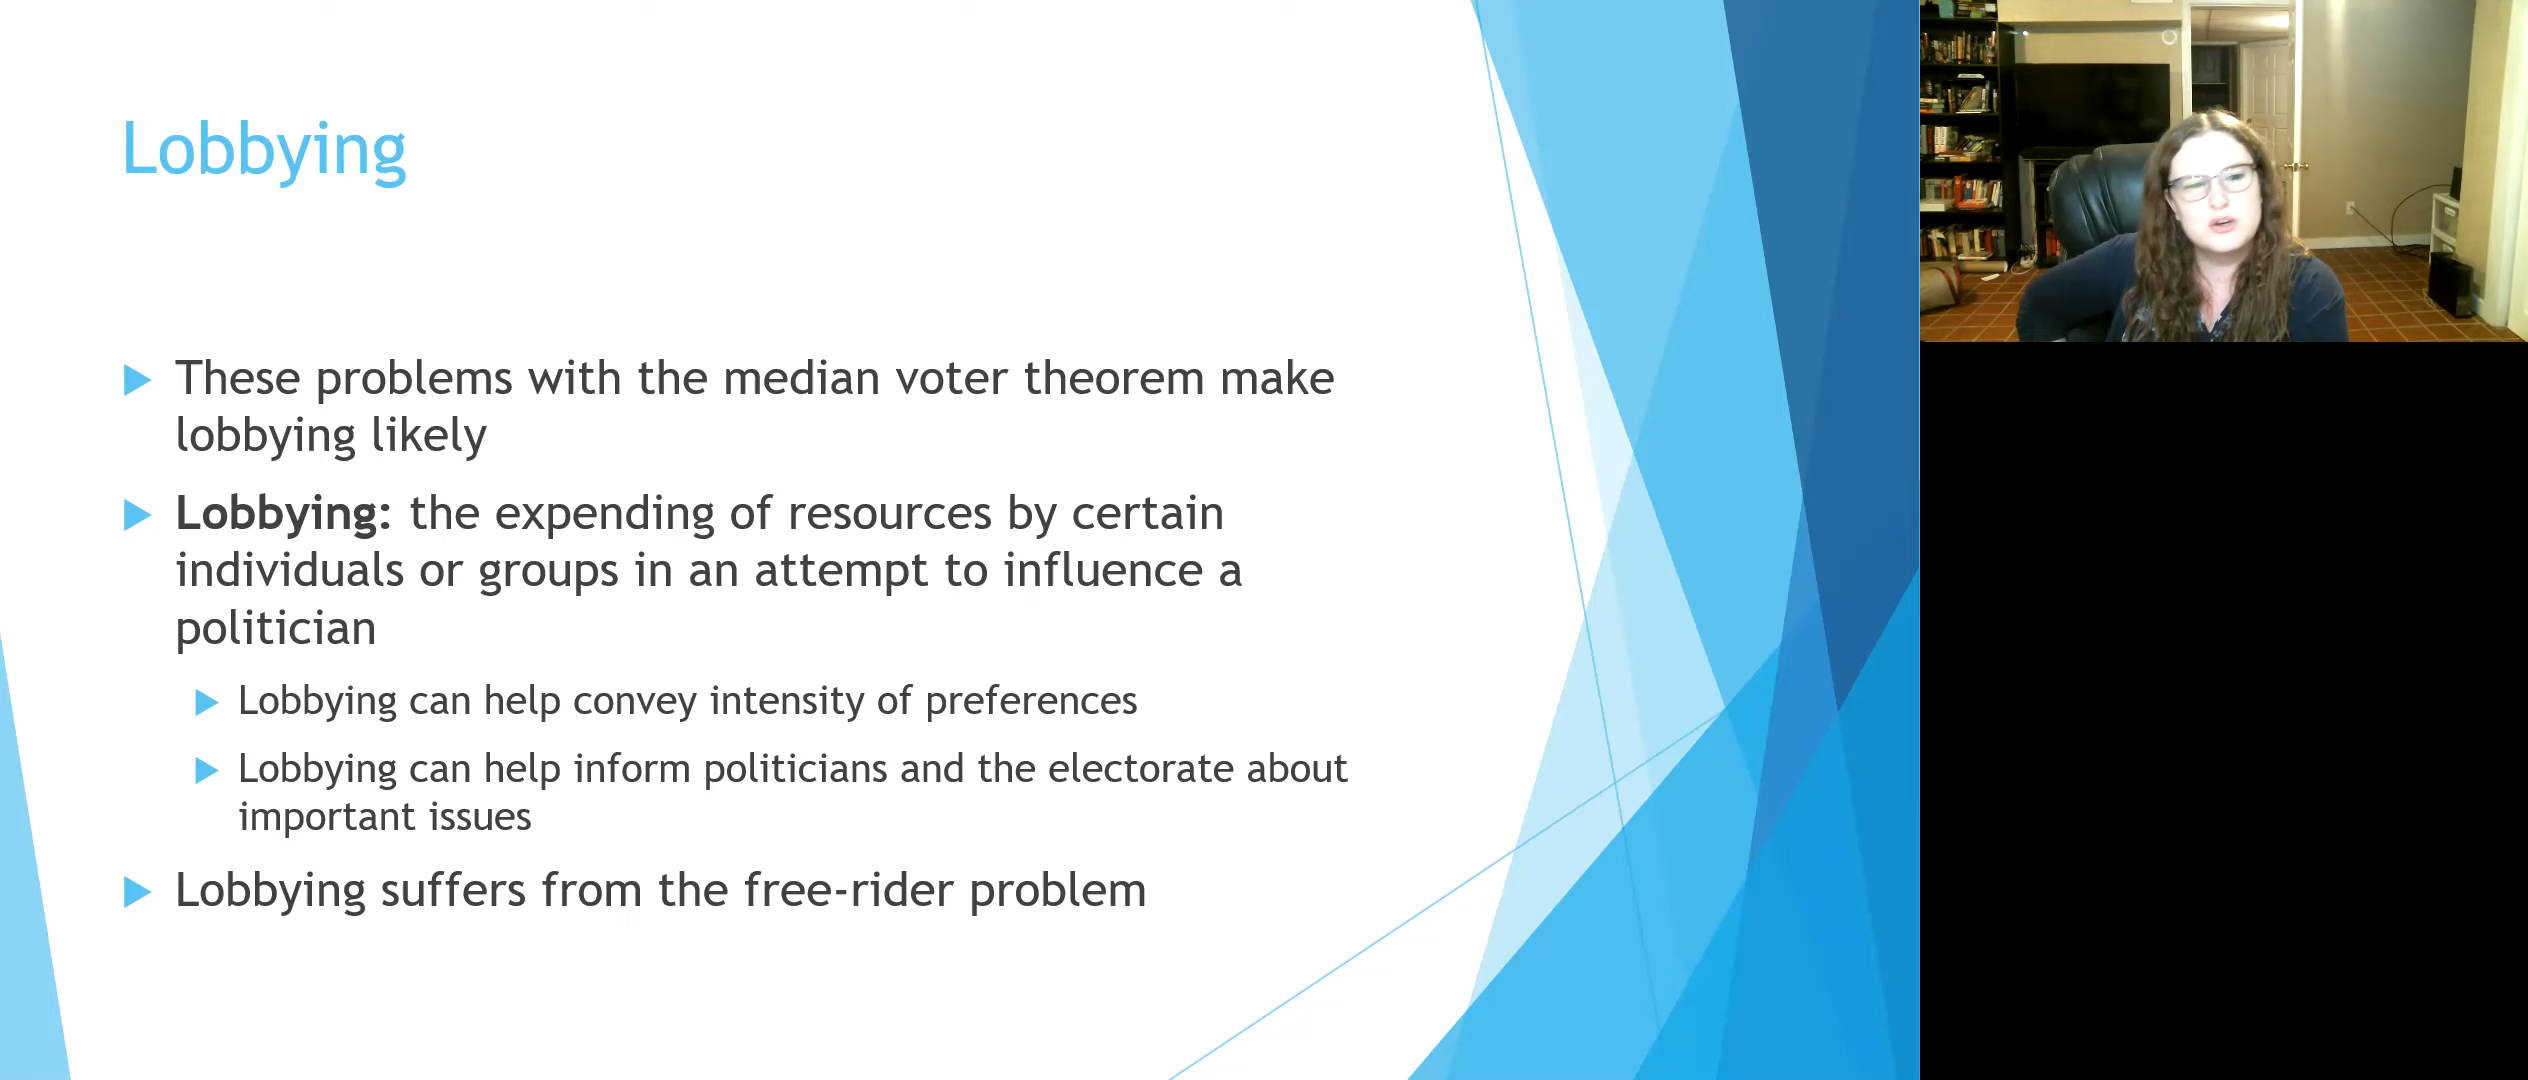 Lobbying
These problems with the median voter theorem make
lobbying likely
Lobbying: the expending of resources by certain
individuals or groups in an attempt to influence a
politician
Lobbying can help convey intensity of preferences
Lobbying can help inform politicians and the electorate about
important issues
Lobbying suffers from the free-rider problem